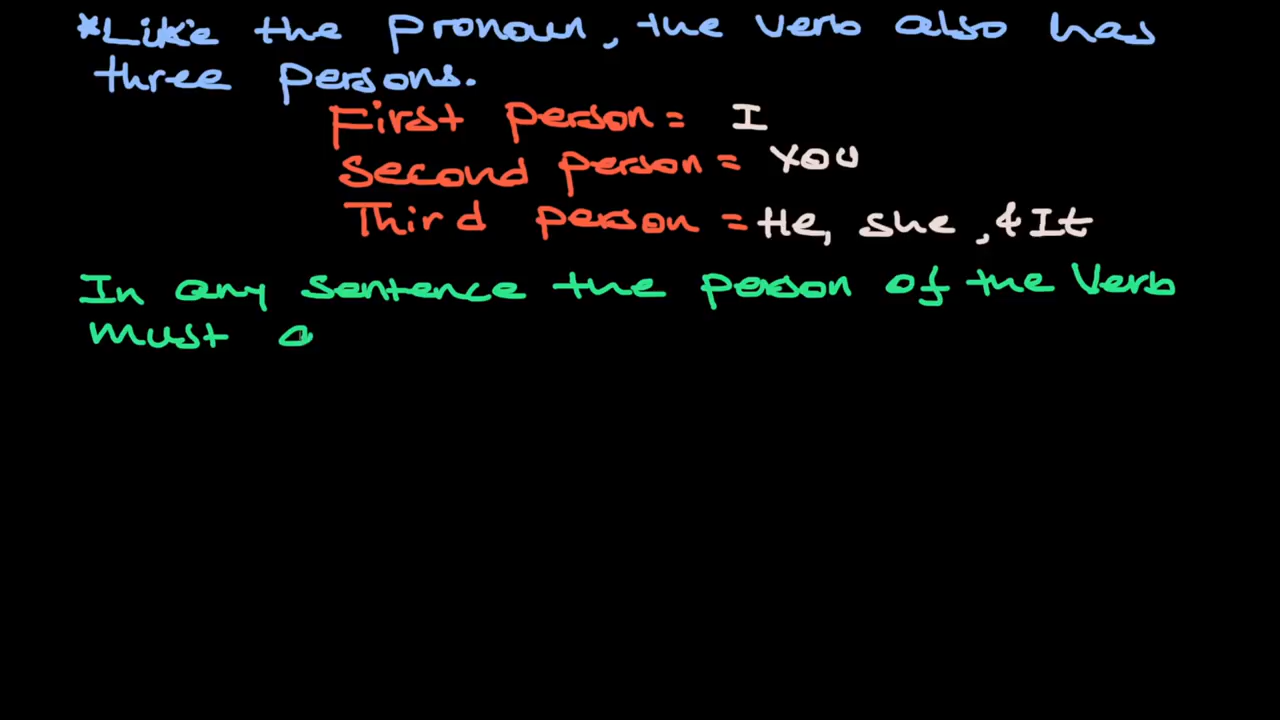 *Like the pronoun, the verb also has
three persons.
First person = I
Second person = You
Third person = He, she, & It
In any sentence the person of the Verb
must a